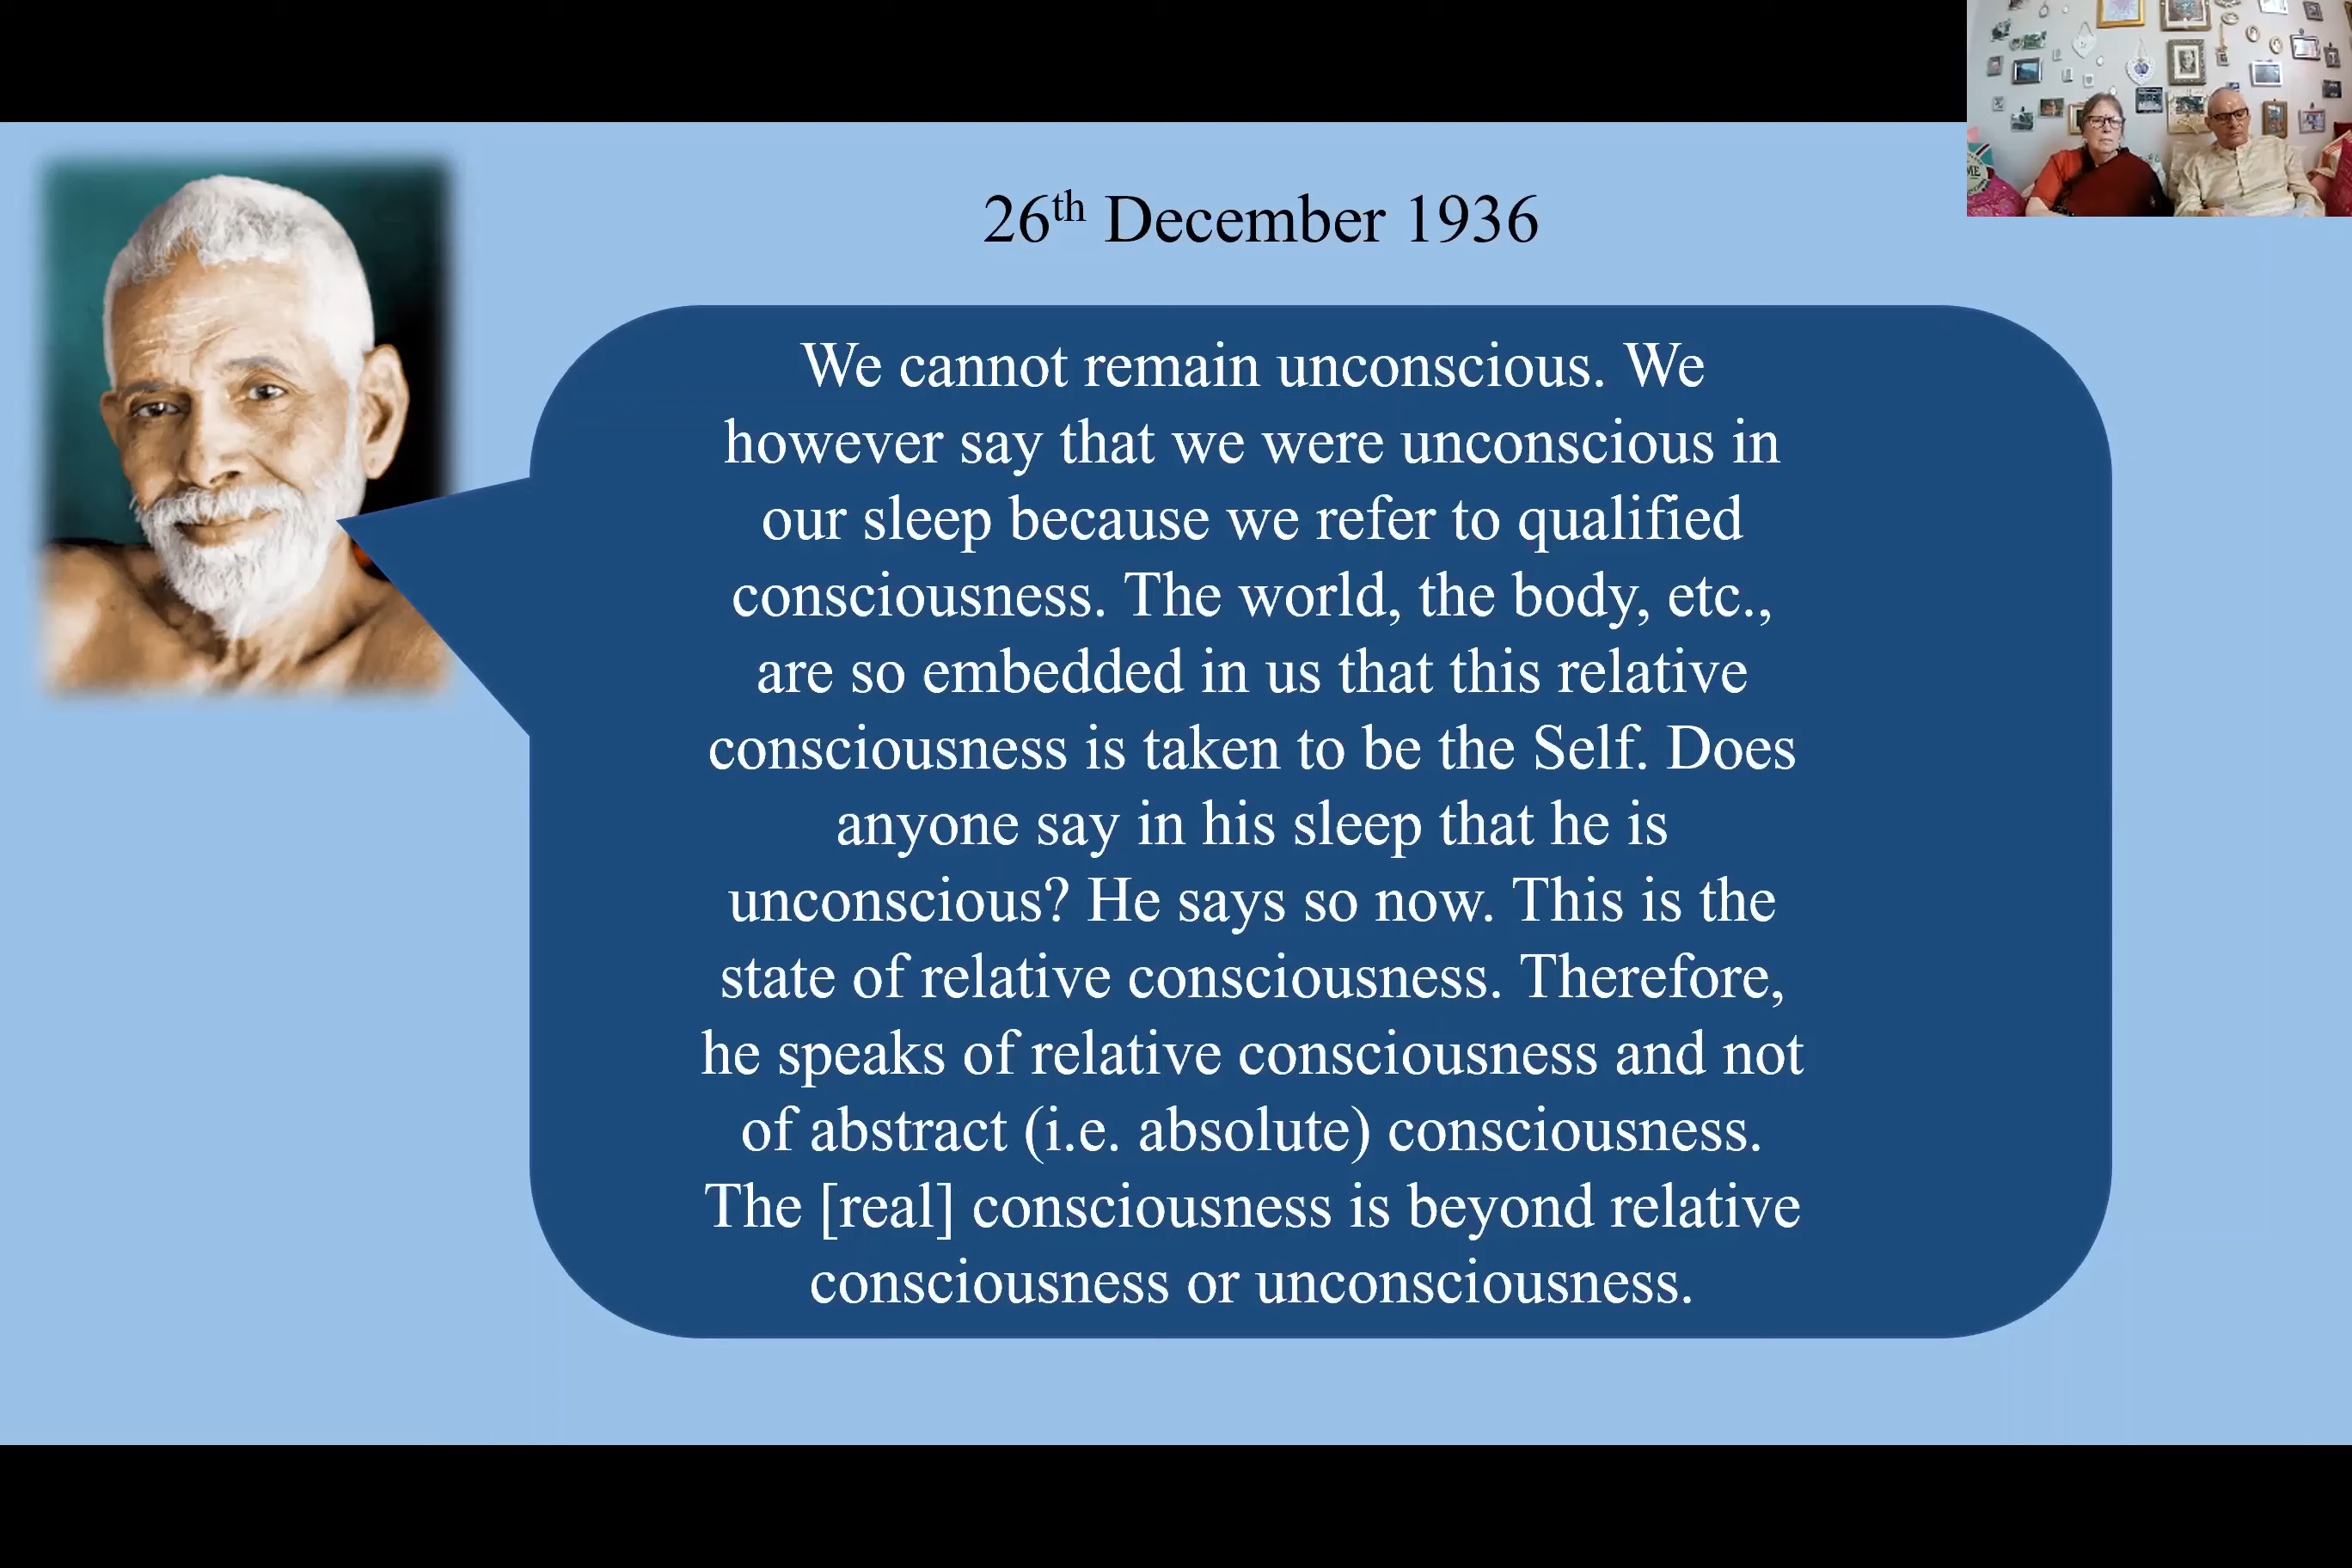 26th December 1936
We cannot remain unconscious. We
however say that we were unconscious in
our sleep because we refer to qualified
consciousness. The world, the body, etc.,
are so embedded in us that this relative
consciousness is taken to be the Self. Does
anyone say in his sleep that he is
unconscious? He says so now. This is the
state of relative consciousness. Therefore,
he speaks of relative consciousness and not
of abstract (i.e. absolute) consciousness.
The [real] consciousness is beyond relative
consciousness or unconsciousness.